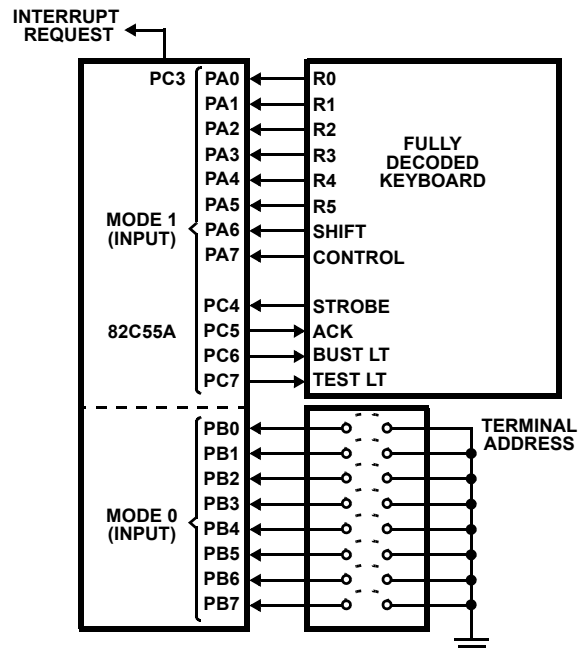 INTERRUPT
REQUEST
PC3 PA0 R0
PA1 R1
PA2 R2
PA3 R3
PA4 R4
PA5 R5
PA6 SHIFT
PA7 CONTROL
MODE 1
(INPUT)
FULLY
DECODED
KEYBOARD
82C55A
PC4 STROBE
PC5 ACK
PC6 BUST LT
PC7 TEST LT
PB0
PB1
PB2
PB3
PB4
PB5
PB6
PB7
MODE 0
(INPUT)
TERMINAL
ADDRESS